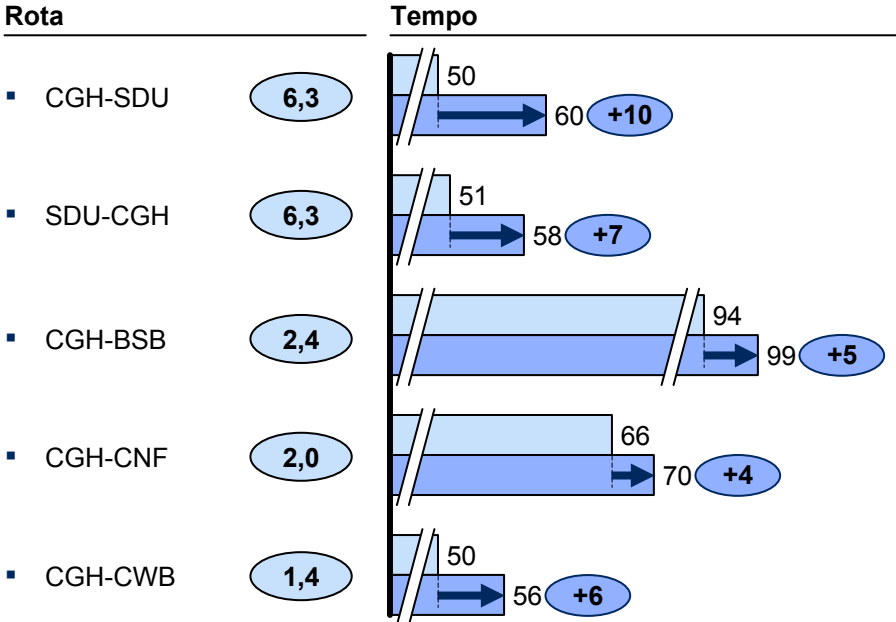 Rota Tempo
50
CGH-SDU 6,3
60 +10
51
SDU-CGH 6,3
58 +7
94
CGH-BSB 2,4
99 +5
66
CGH-CNF 2,0
70 +4
50
CGH-CWB 1,4
56 +6